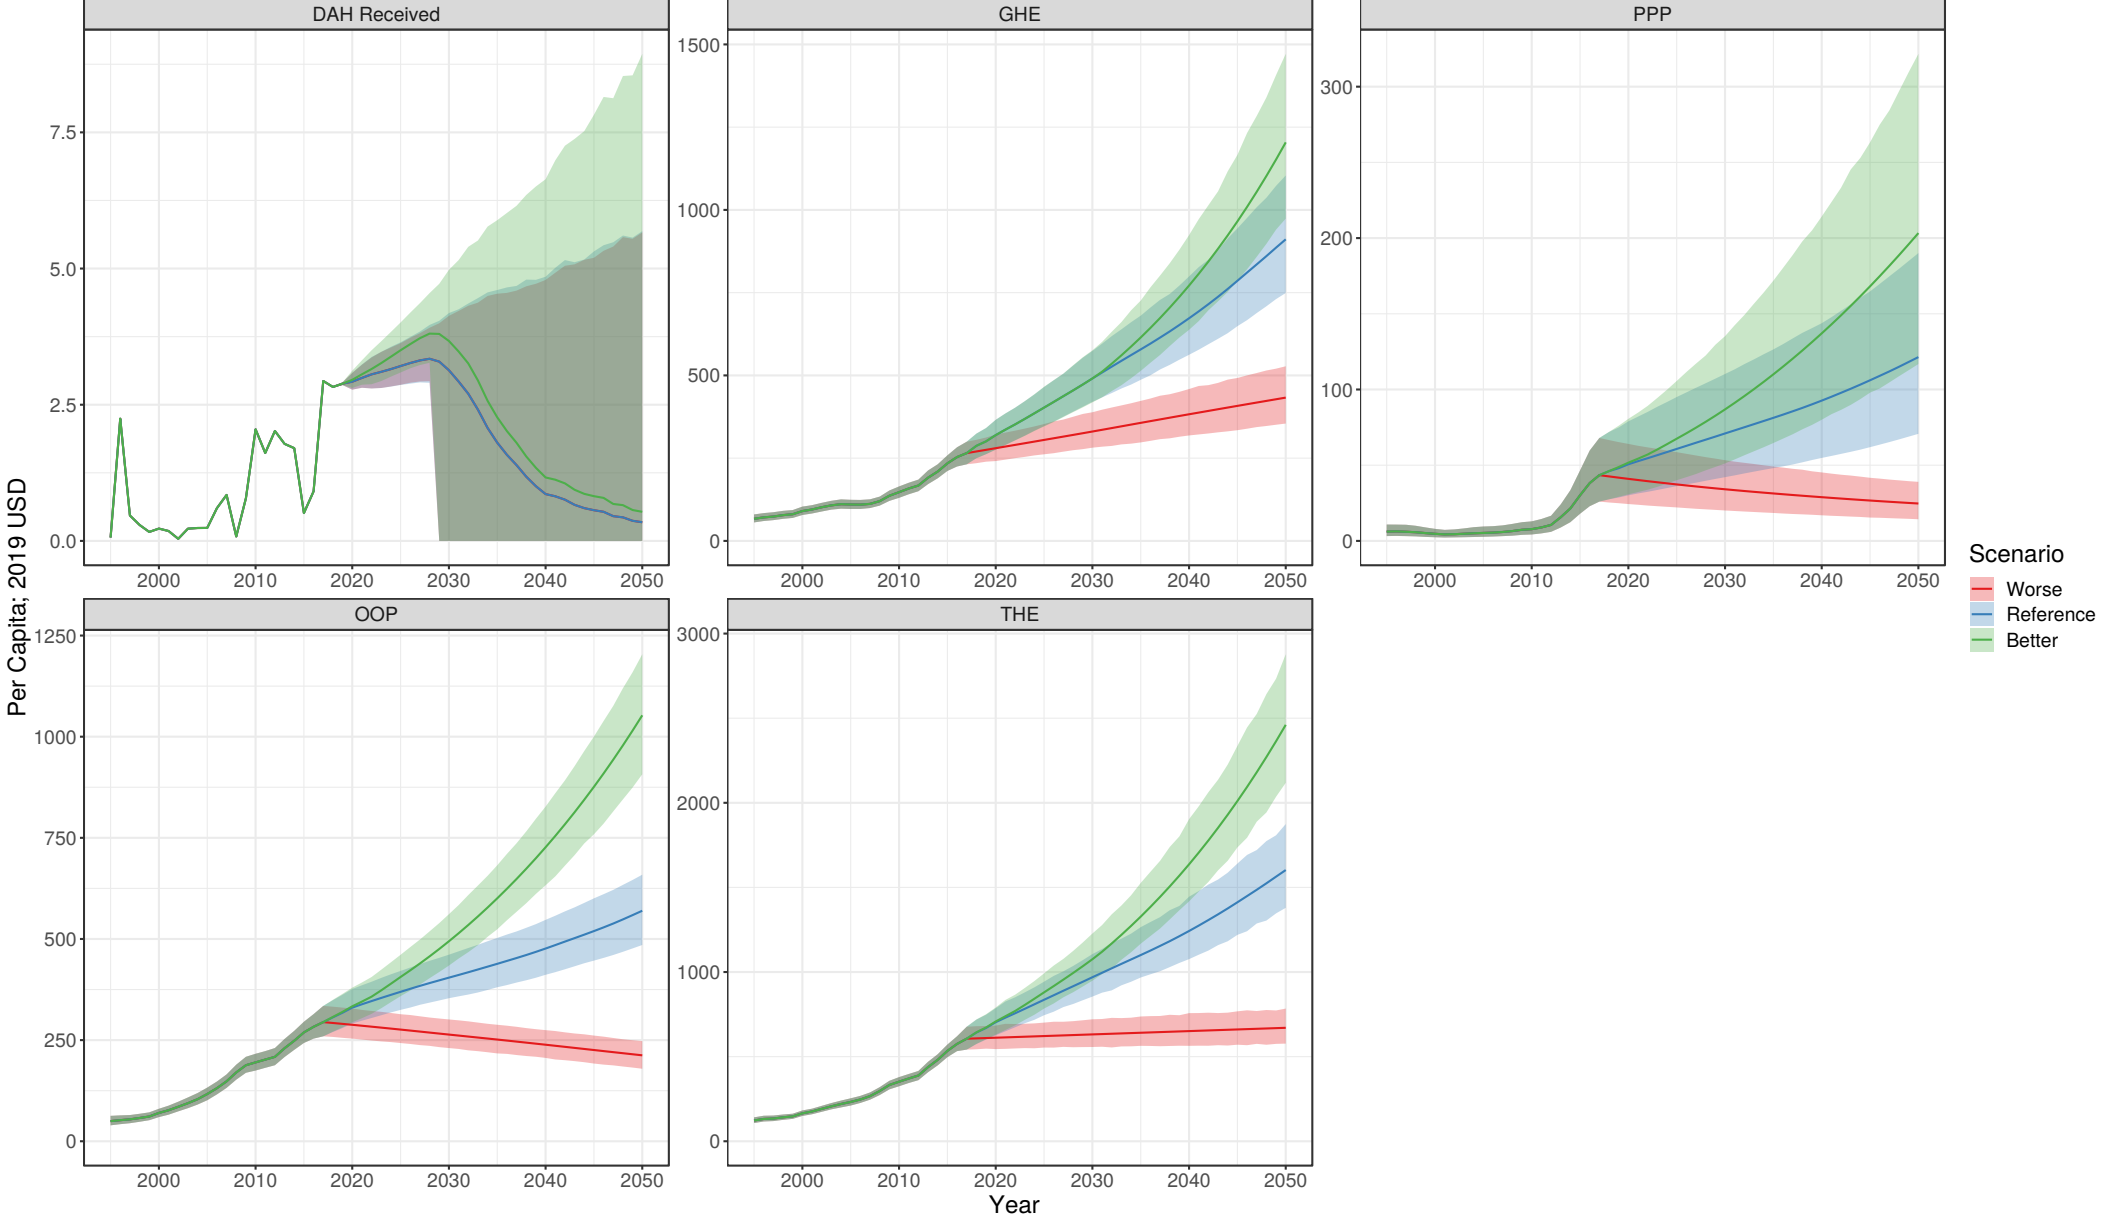 DAH Received
GHE
PPP
Per Capita; 2019 USD
7.5
5.0
2.5
0.0
2000 2010 2020 2030 2040 2050
1500
1000
500
0
2000 2010 2020 2030 2040 2050
300
200
100
0
2000 2010 2020 2030 2040 2050
OOP
THE
1250
1000
750
500
250
0
2000 2010 2020 2030 2040 2050
3000
2000
1000
0
2000 2010 2020 2030 2040 2050
Year
Scenario
Worse
Reference
Better